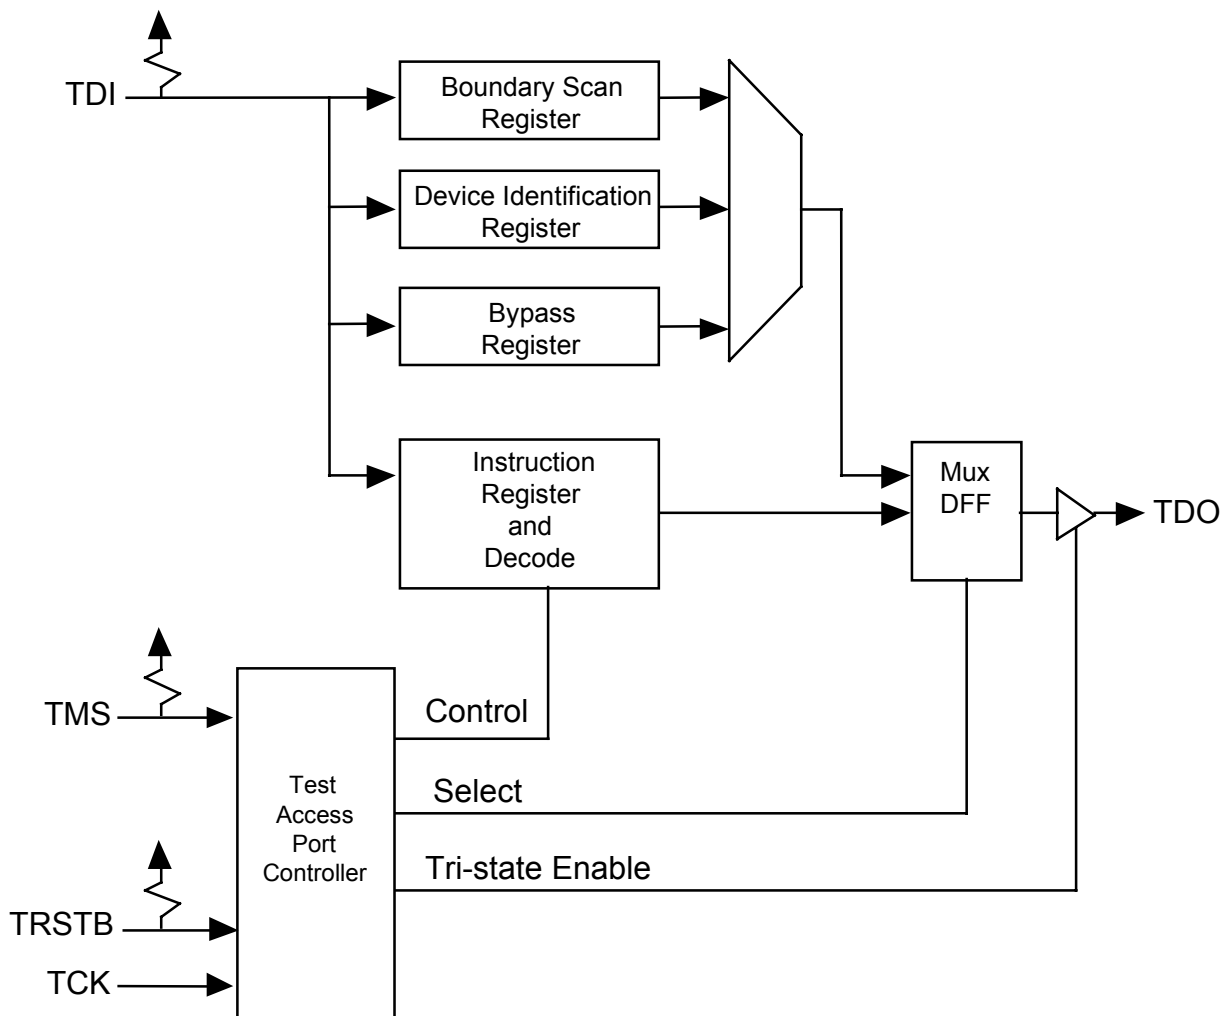 TDI
Boundary Scan
Register
Device Identification
Register
Bypass
Register
Instruction
Register
and
Decode
Mux
DFF
TDO
TMS
Control
Test
Access
Port
Controller
Select
Tri-state Enable
TRSTB
TCK